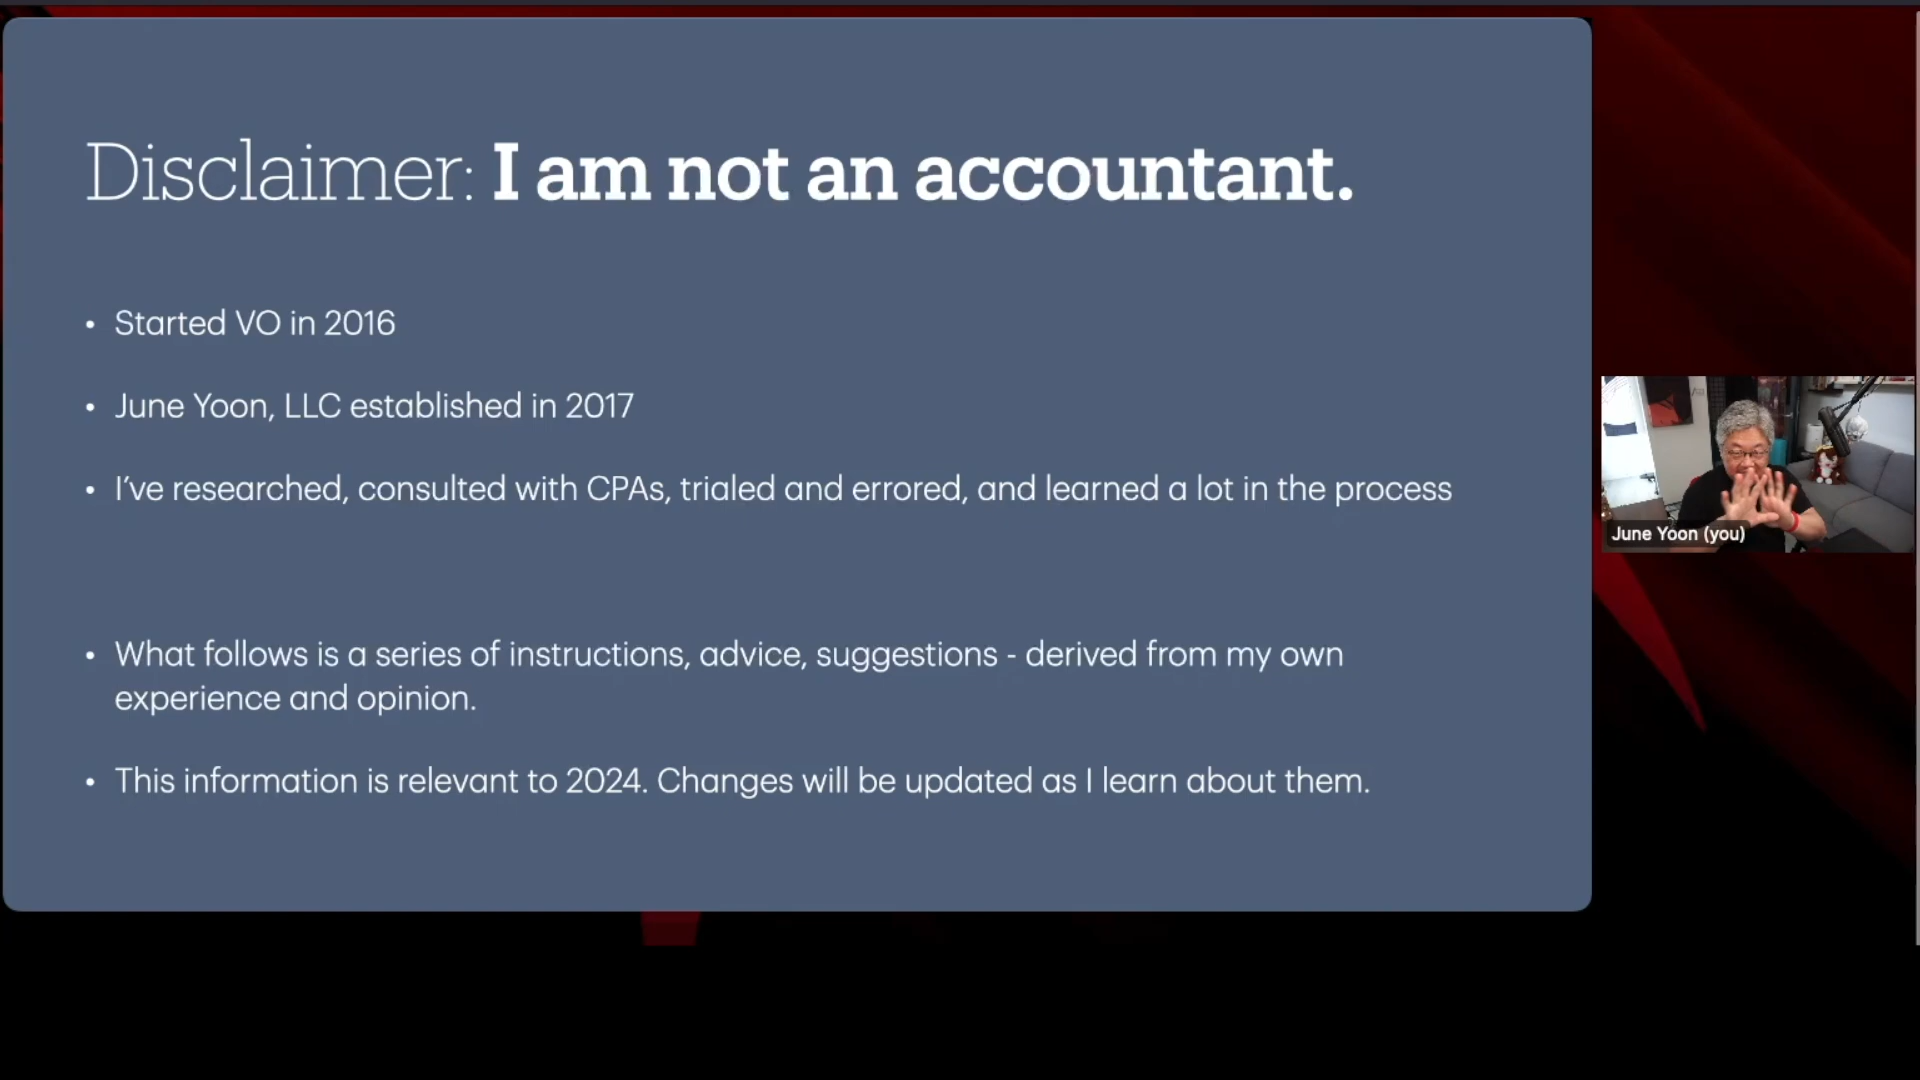 Disclaimer: I am not an accountant.
• Started VO in 2016
• June Yoon, LLC established in 2017
• I’ve researched, consulted with CPAs, trialed and errored, and learned a lot in the process
• What follows is a series of instructions, advice, suggestions - derived from my own
experience and opinion.
• This information is relevant to 2024. Changes will be updated as I learn about them.
June Yoon (you)